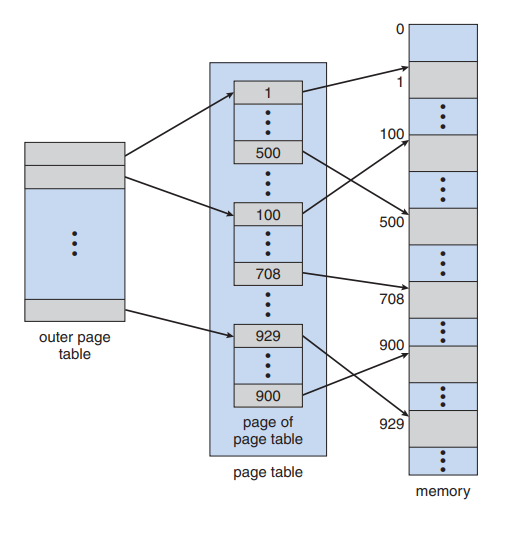 outer page
table
1
500
100
708
929
900
page of
page table
page table
0
1
100
500
708
900
929
memory